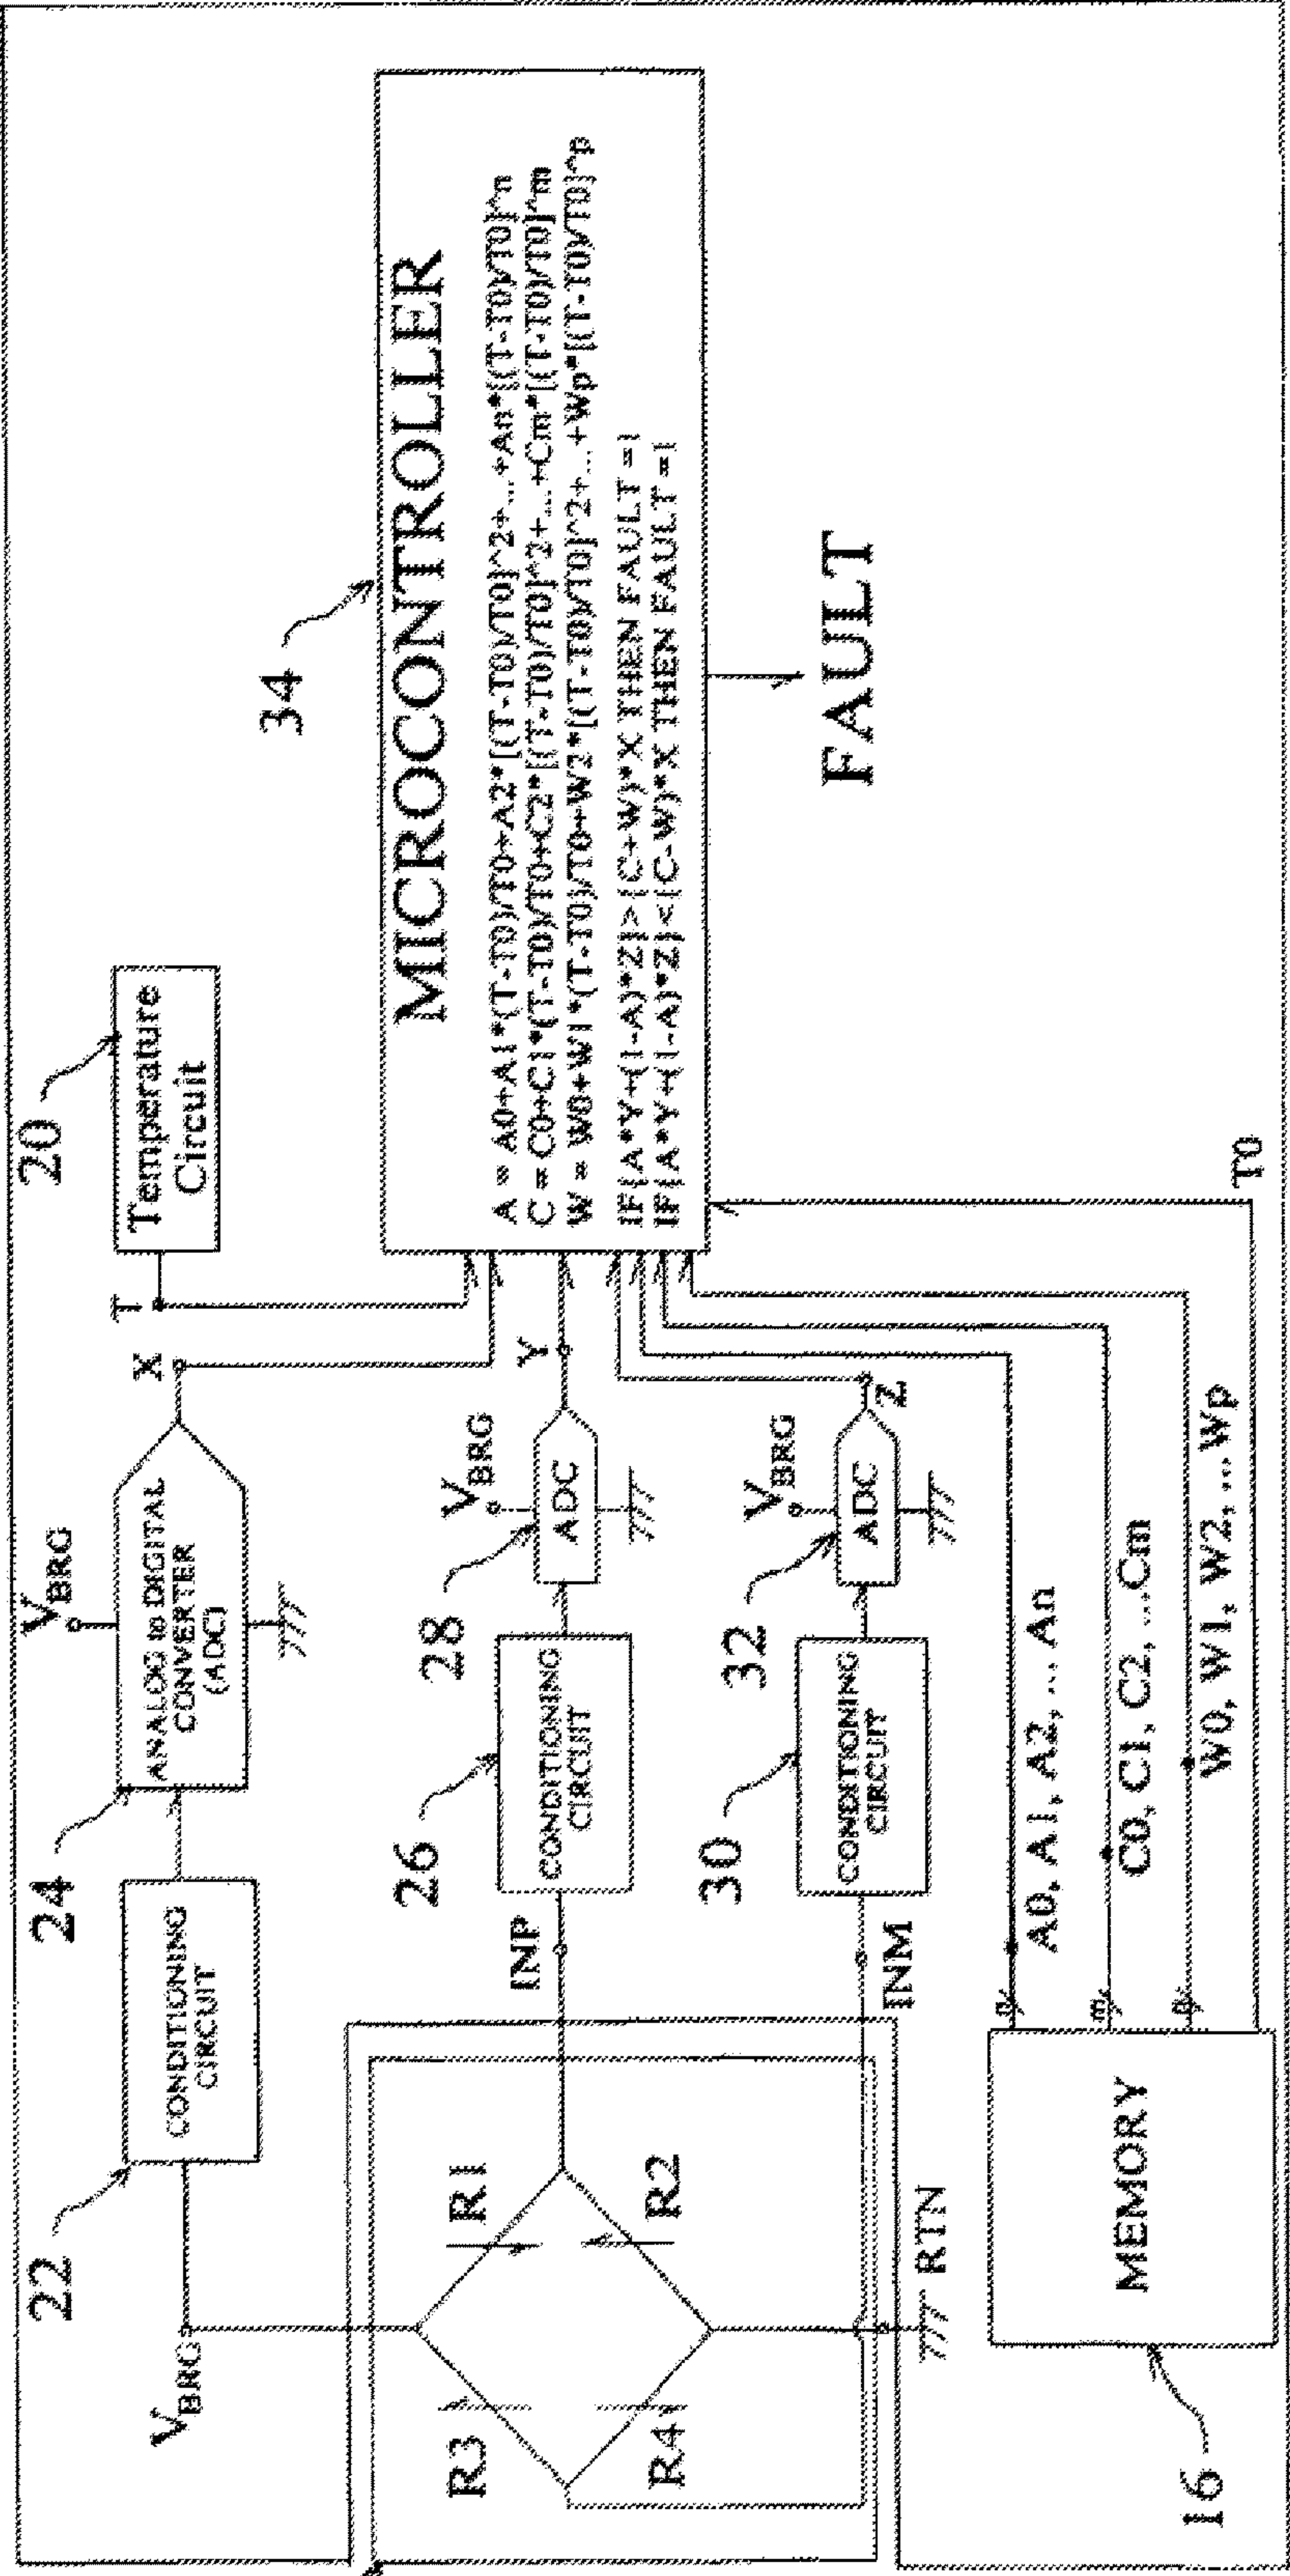 20
Temperature
Circuit
T
V_BRG
22
CONDITIONING
CIRCUIT
24
V_BRG
ANALOG to DIGITAL
CONVERTER
(ADC)
X
34
MICROCONTROLLER
A = A0+A1*(T-T0)/T0+A2*[(T-T0)/T0]^2+...+An*[(T-T0)/T0]^n
C = C0+C1*(T-T0)/T0+C2*[(T-T0)/T0]^2+...+Cm*[(T-T0)/T0]^m
W = W0+W1*(T-T0)/T0+W2*[(T-T0)/T0]^2+...+Wp*[(T-T0)/T0]^p
IF[A*Y+(1-A)*Z]>[C+W)*X THEN FAULT =1
IF[A*Y+(1-A)*Z]<[C-W)*X THEN FAULT =1
FAULT
R3
R1
R4
R2
RTN
INP
26
CONDITIONING
CIRCUIT
28
V_BRG
ADC
Y
INM
30
CONDITIONING
CIRCUIT
32
V_BRG
ADC
Z
16
MEMORY
n
A0, A1, A2, ... An
m
C0, C1, C2, ...Cm
p
W0, W1, W2, ... Wp
T0